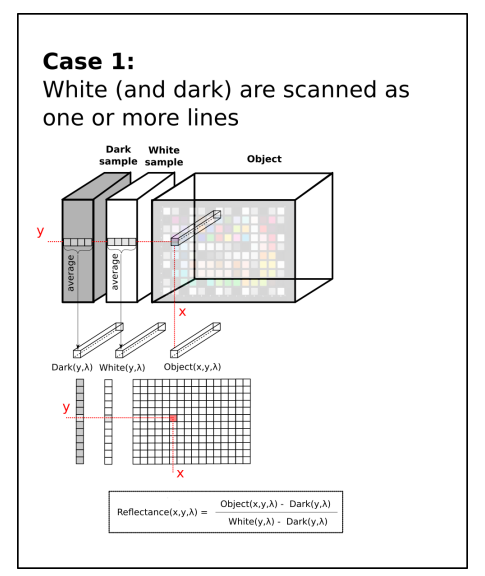 Case 1:
White (and dark) are scanned as
one or more lines
Dark
sample
White
sample
Object
y
average
average
x
Dark(y,λ)
White(y,λ)
Object(x,y,λ)
y
x
Reflectance(x,y,λ) =
Object(x,y,λ) - Dark(y,λ)
White(y,λ) - Dark(y,λ)